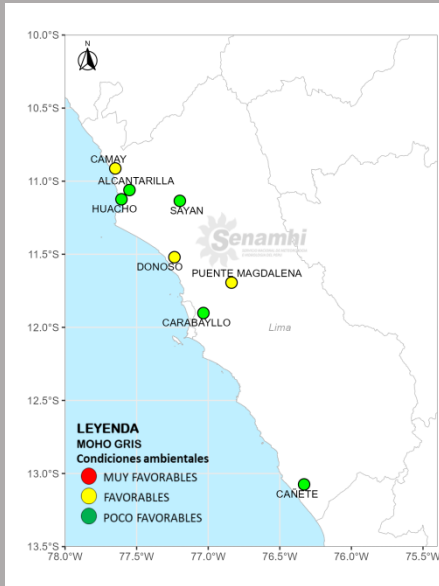 10.0°S
N
10.5°S
CAMAY
11.0°S
ALCANTARILLA
HUACHO
SAYAN
11.5°S
Senamhi
DONOSO
PUENTE MAGDALENA
12.0°S
CARABAYLLO
Lima
12.5°S
LEYENDA
MOHO GRIS
Condiciones ambientales
MUY FAVORABLES
FAVORABLES
POCO FAVORABLES
13.0°S
CAÑETE
13.5°S
78.0°W
77.5°W
77.0°W
76.5°W
76.0°W
75.5°W